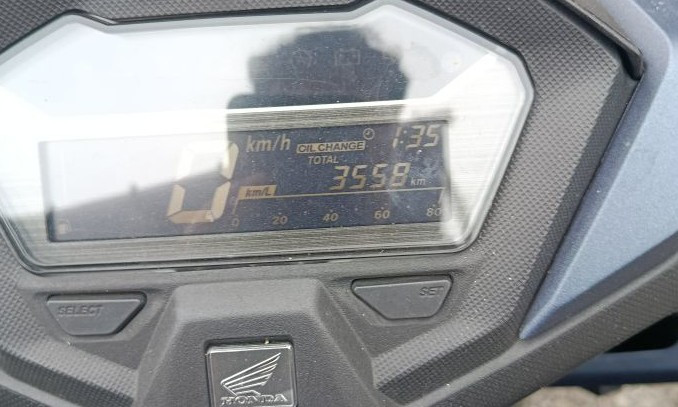 km/h OIL CHANGE 1:35
TOTAL
3558 km
0 km/L
0 20 40 60 80
SELECT SET
HONDA